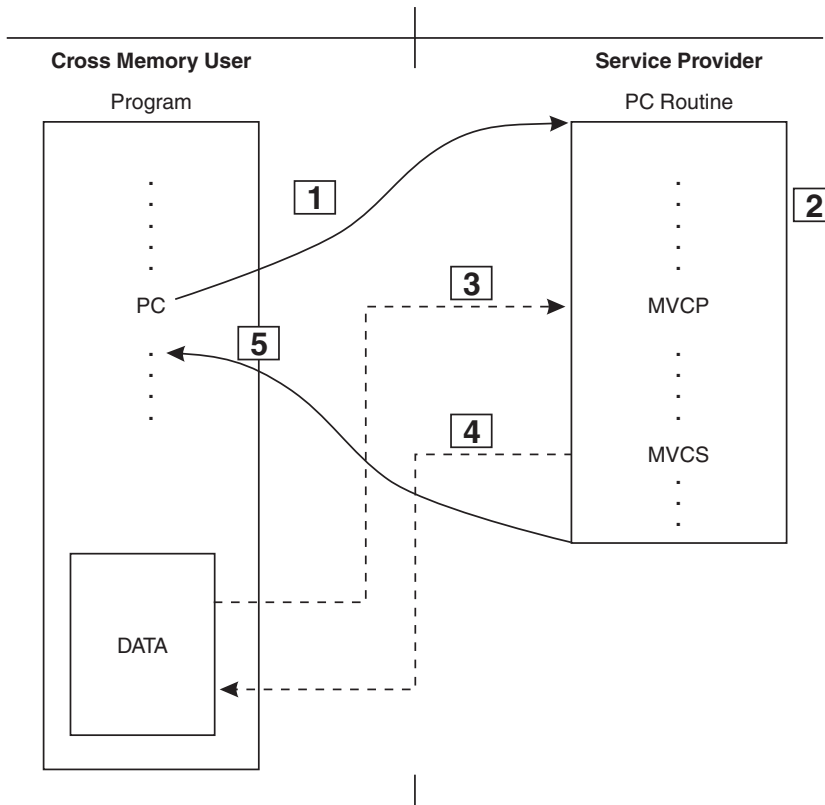 Cross Memory User
Service Provider
Program
PC Routine
1
2
3
PC
MVCP
5
4
MVCS
DATA